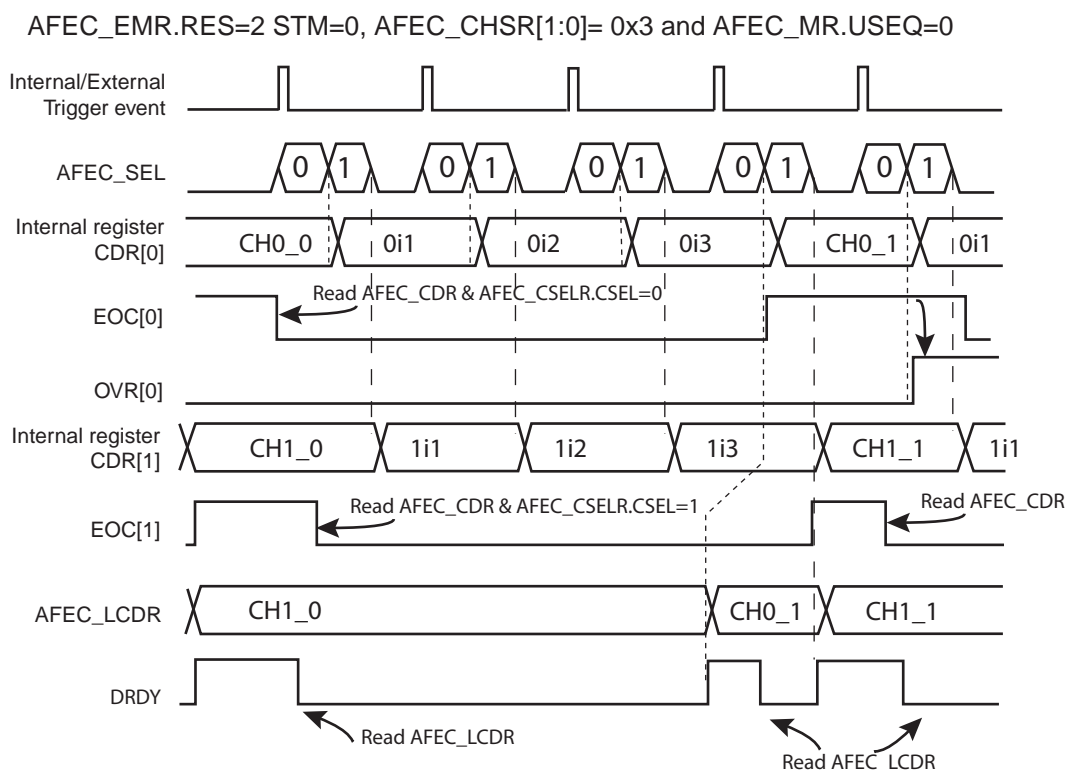 AFEC_EMR.RES=2 STM=0, AFEC_CHSR[1:0]= 0x3 and AFEC_MR.USEQ=0
Internal/External
Trigger event
AFEC_SEL
0 1 0 1 0 1 0 1 0 1
Internal register
CDR[0]
CH0_0 0i1 0i2 0i3 CH0_1 0i1
Read AFEC_CDR & AFEC_CSELR.CSEL=0
EOC[0]
OVR[0]
Internal register
CDR[1]
CH1_0 1i1 1i2 1i3 CH1_1 1i1
Read AFEC_CDR & AFEC_CSELR.CSEL=1
Read AFEC_CDR
EOC[1]
AFEC_LCDR
CH1_0 CH0_1 CH1_1
DRDY
Read AFEC_LCDR
Read AFEC_LCDR